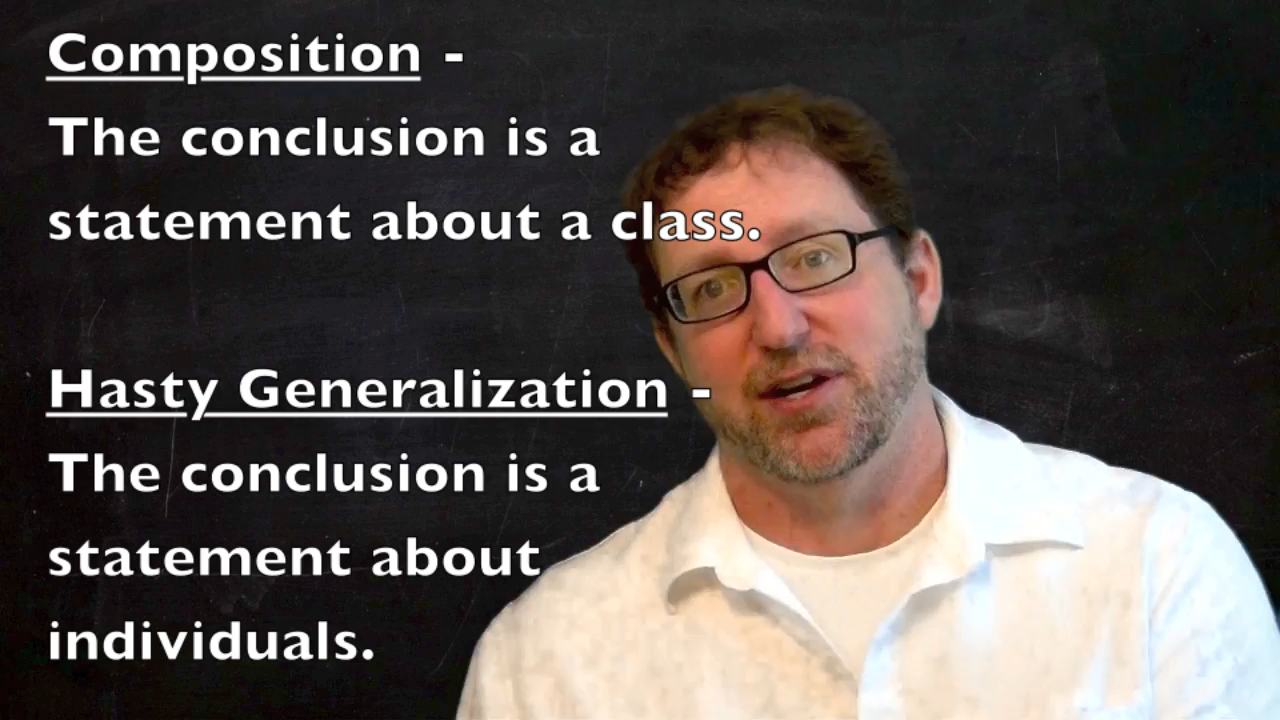 Composition -
The conclusion is a
statement about a class.
Hasty Generalization -
The conclusion is a
statement about
individuals.